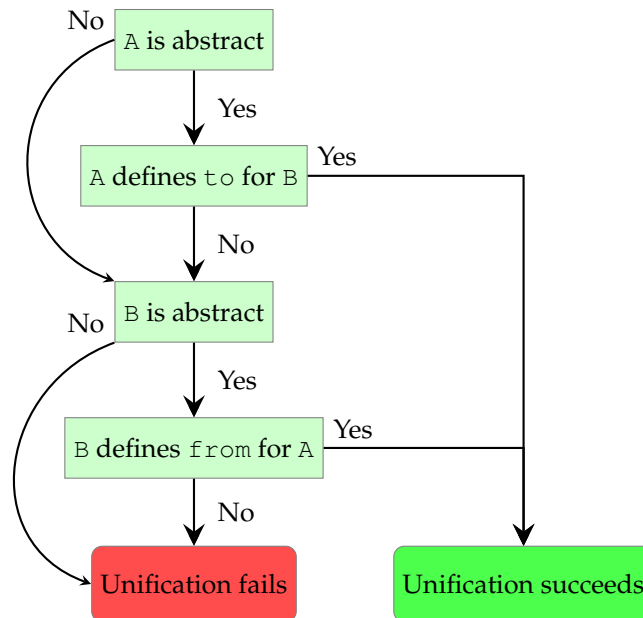 No
A is abstract
Yes
A defines to for B
Yes
No
B is abstract
No
Yes
B defines from for A
Yes
No
Unification fails
Unification succeeds